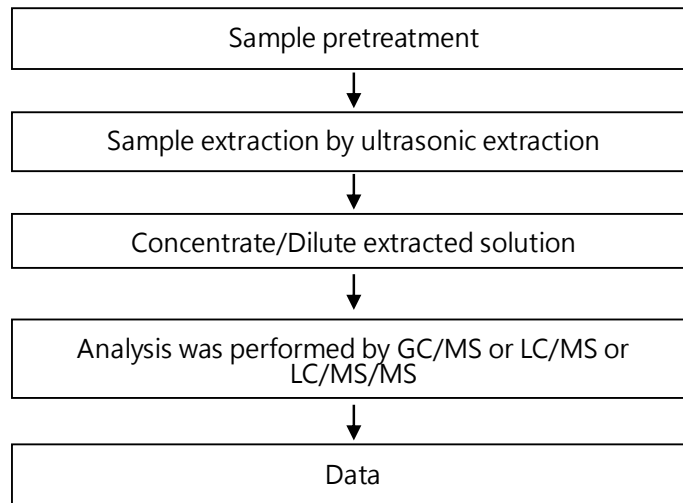 Sample pretreatment
Sample extraction by ultrasonic extraction
Concentrate/Dilute extracted solution
Analysis was performed by GC/MS or LC/MS or
LC/MS/MS
Data